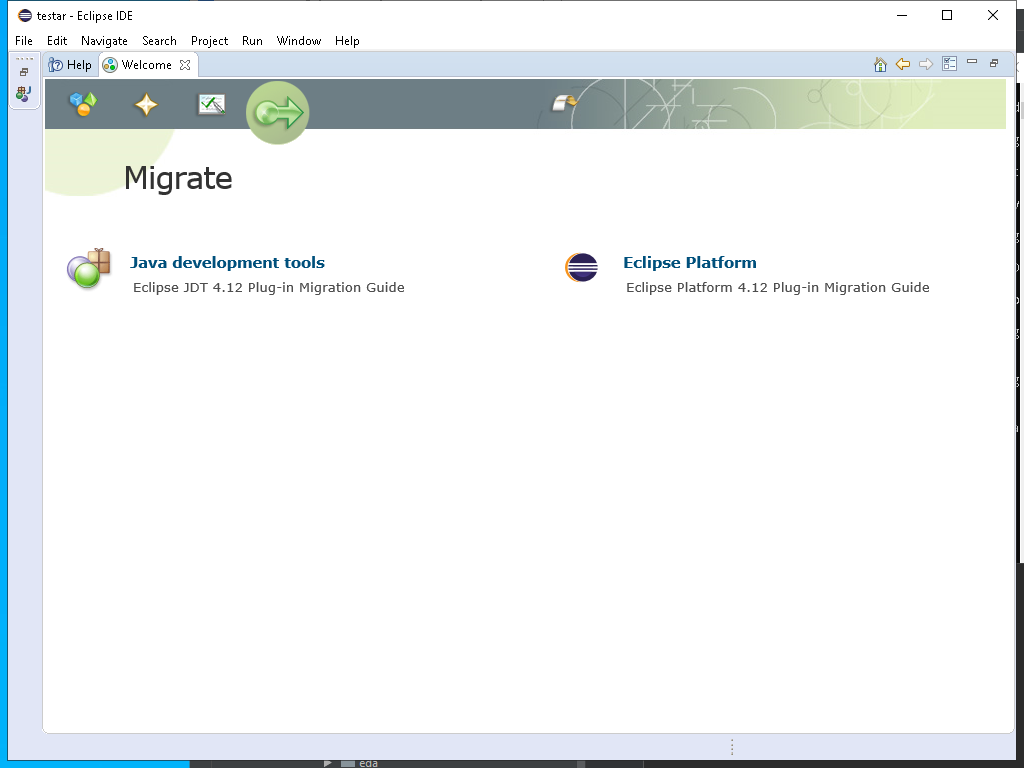 testar - Eclipse IDE
File Edit Navigate Search Project Run Window Help
Help Welcome
Migrate
Java development tools
Eclipse JDT 4.12 Plug-in Migration Guide
Eclipse Platform
Eclipse Platform 4.12 Plug-in Migration Guide
eda